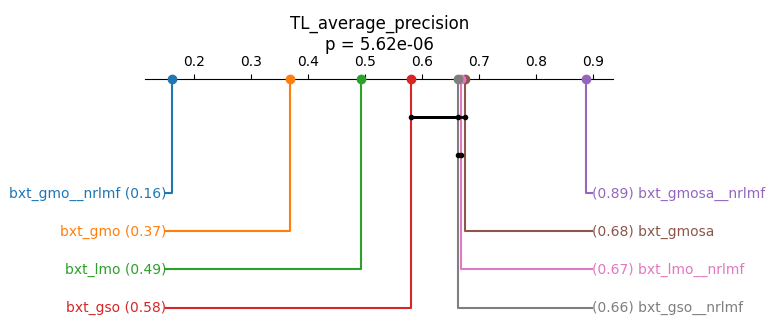 TL_average_precision
p = 5.62e-06
0.2 0.3 0.4 0.5 0.6 0.7 0.8 0.9
bxt_gmo__nrlmf (0.16) (0.89) bxt_gmosa__nrlmf
bxt_gmo (0.37) (0.68) bxt_gmosa
bxt_lmo (0.49) (0.67) bxt_lmo__nrlmf
bxt_gso (0.58) (0.66) bxt_gso__nrlmf